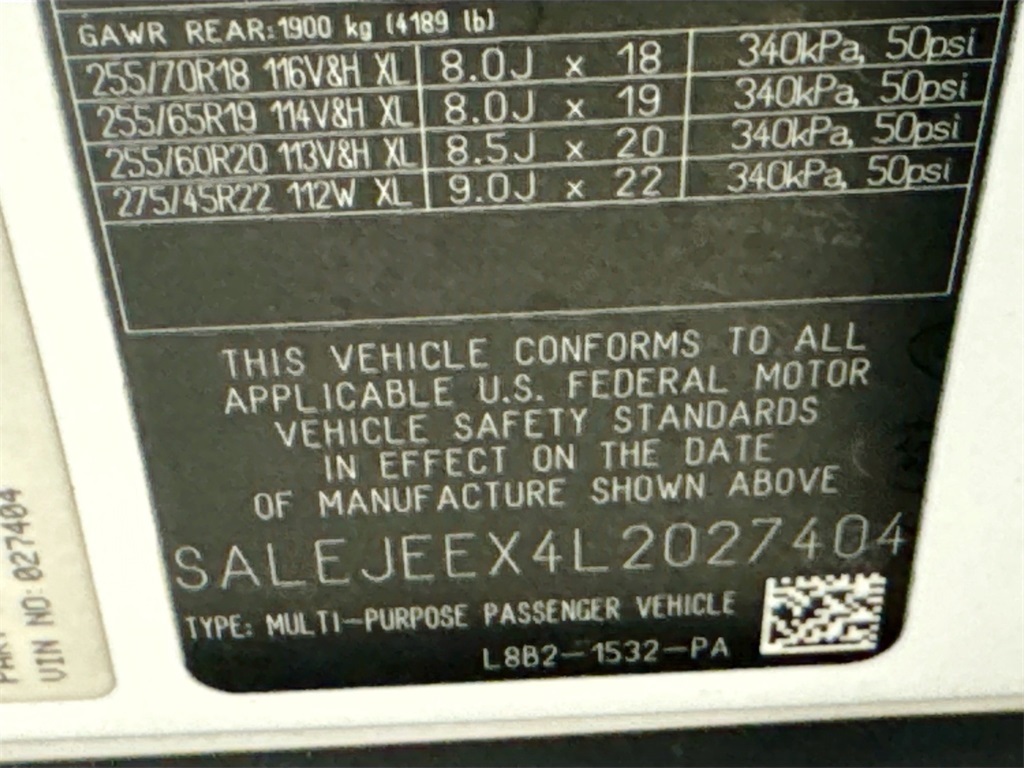 GAWR REAR:1900 kg (4189 lb)
255/70R18 116V&H XL 8.0J x 18 340kPa, 50psi
255/65R19 114V&H XL 8.0J x 19 340kPa, 50psi
255/60R20 113V&H XL 8.5J x 20 340kPa, 50psi
275/45R22 112W XL 9.0J x 22 340kPa, 50psi
THIS VEHICLE CONFORMS TO ALL
APPLICABLE U.S. FEDERAL MOTOR
VEHICLE SAFETY STANDARDS
IN EFFECT ON THE DATE
OF MANUFACTURE SHOWN ABOVE
SALEJEEX4L2027404
TYPE: MULTI-PURPOSE PASSENGER VEHICLE
L8B2-1532-PA
VIN NO:027404